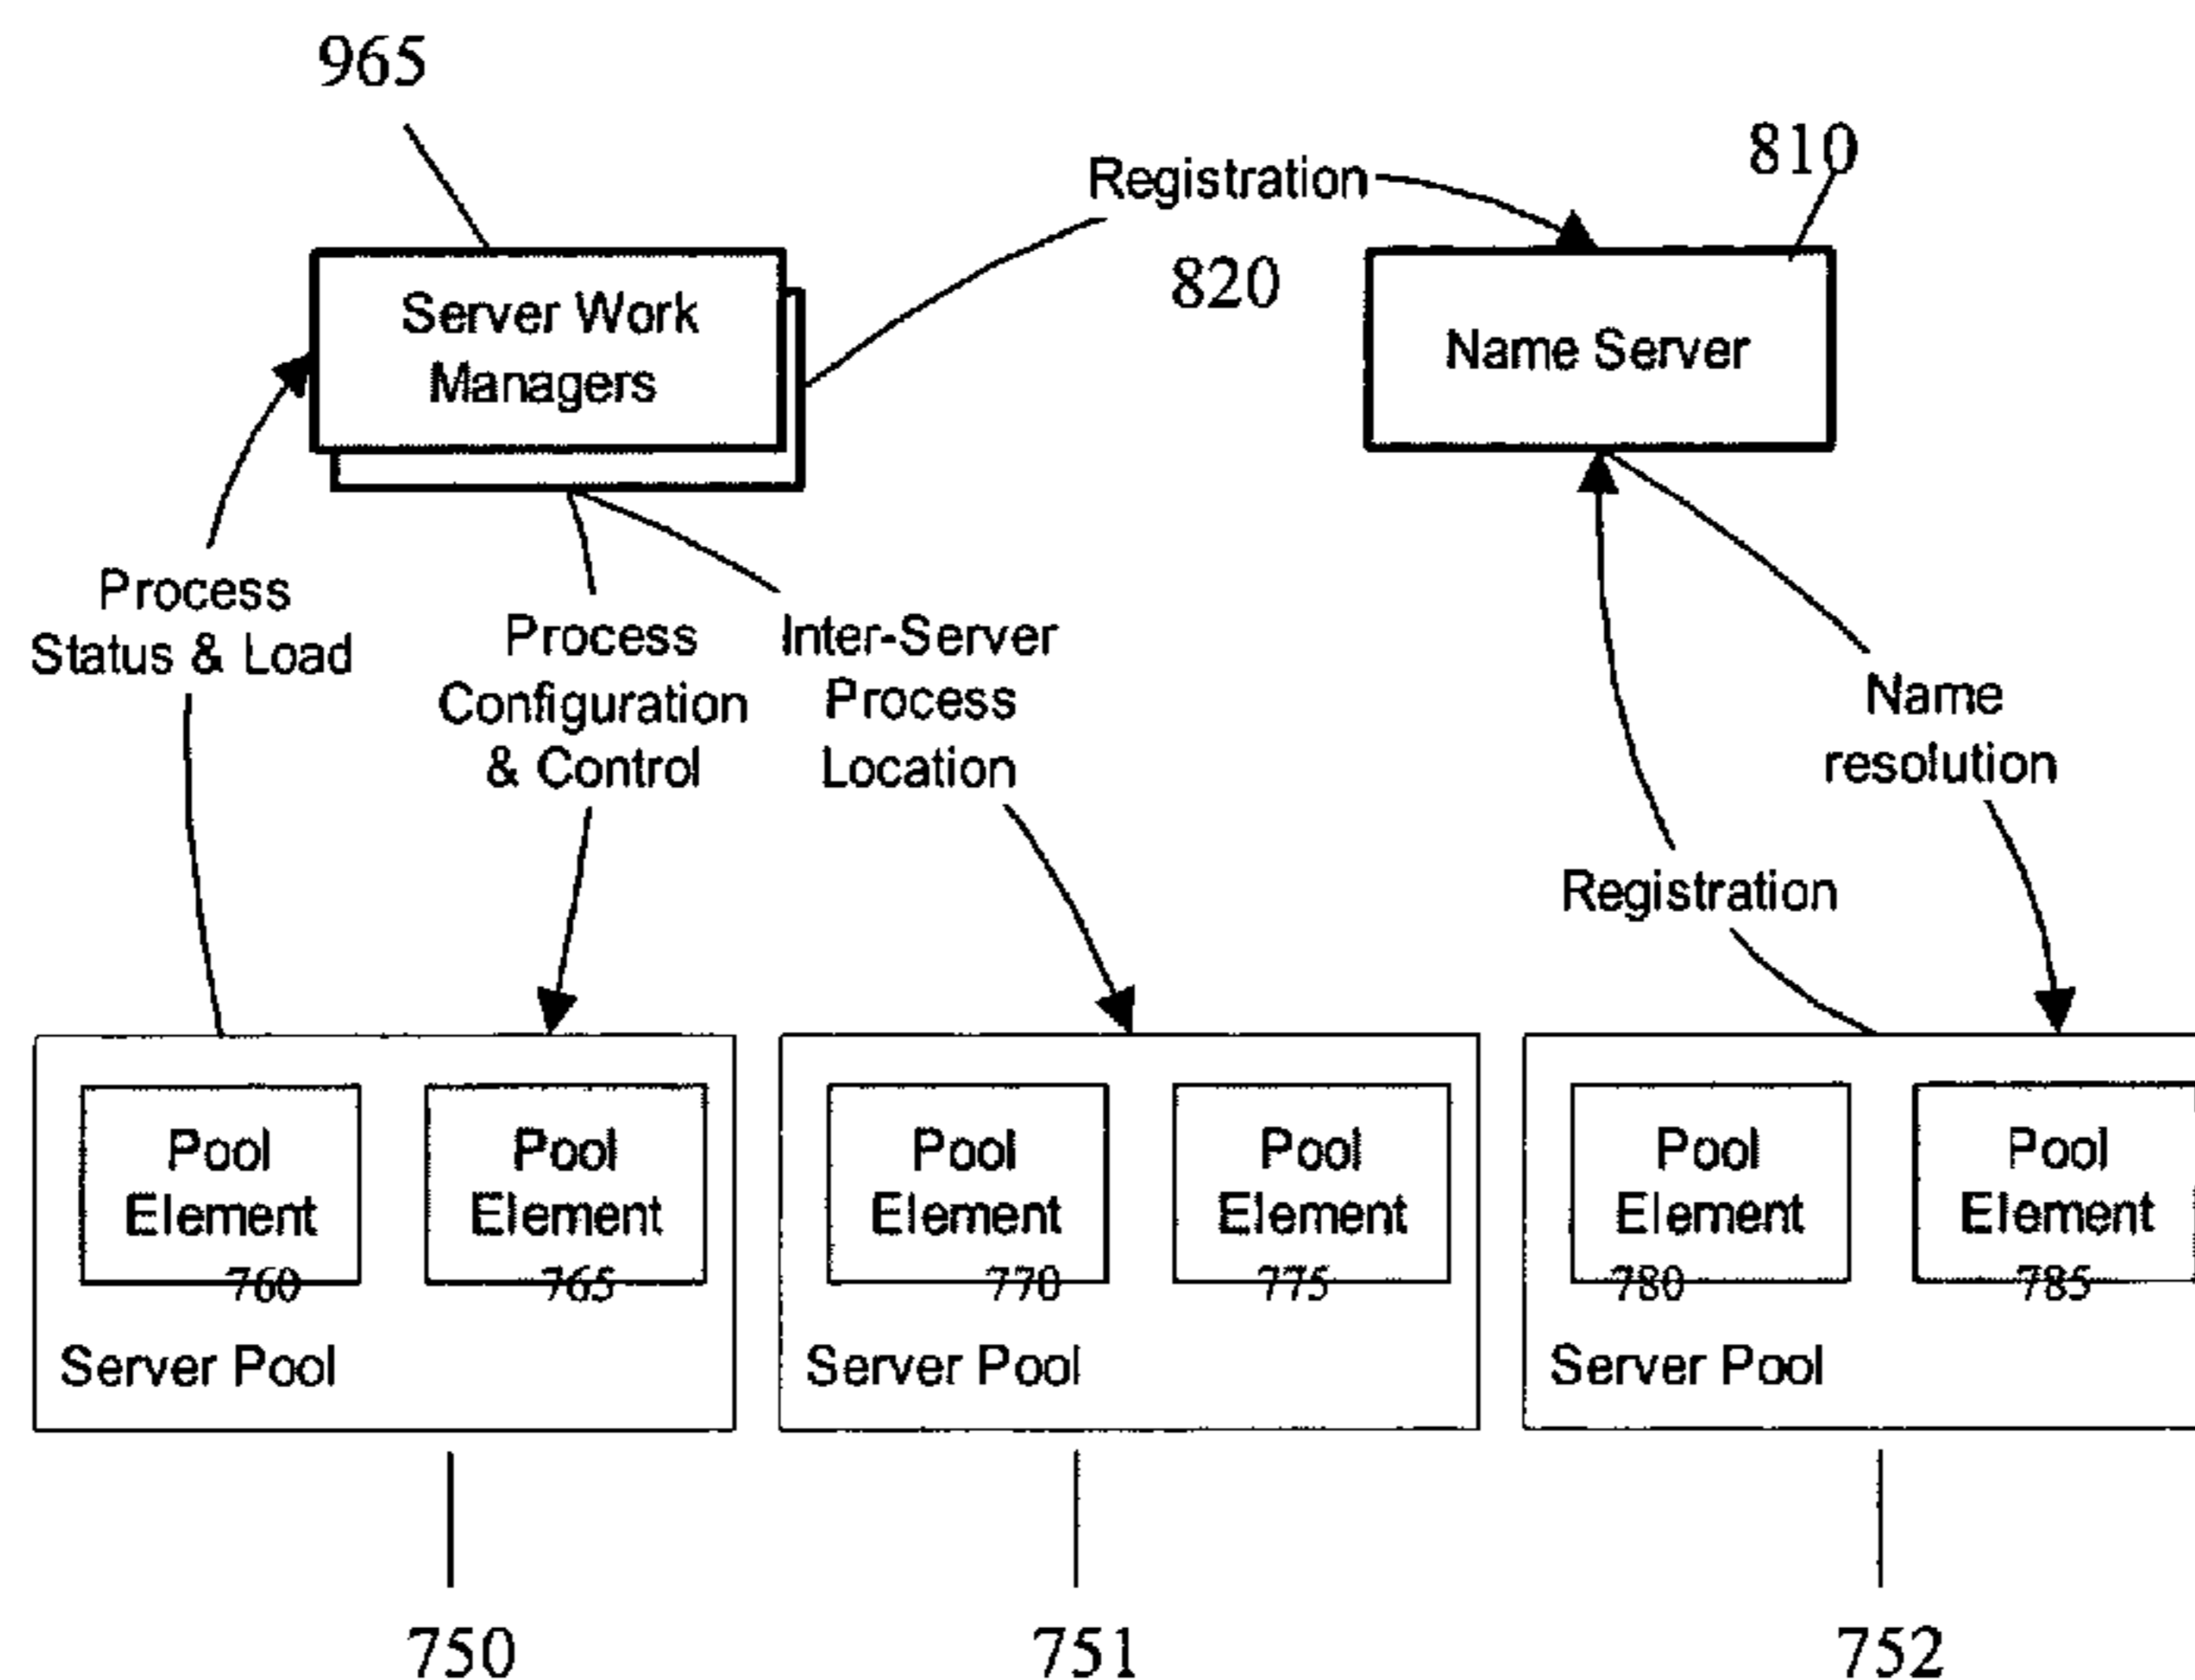 965
810
Registration
820
Server Work
Managers
Name Server
Process
Status & Load
Process
Configuration
& Control
Inter-Server
Process
Location
Name
resolution
Registration
Pool
Element
760
Pool
Element
765
Server Pool
Pool
Element
770
Pool
Element
775
Server Pool
Pool
Element
780
Pool
Element
785
Server Pool
750
751
752